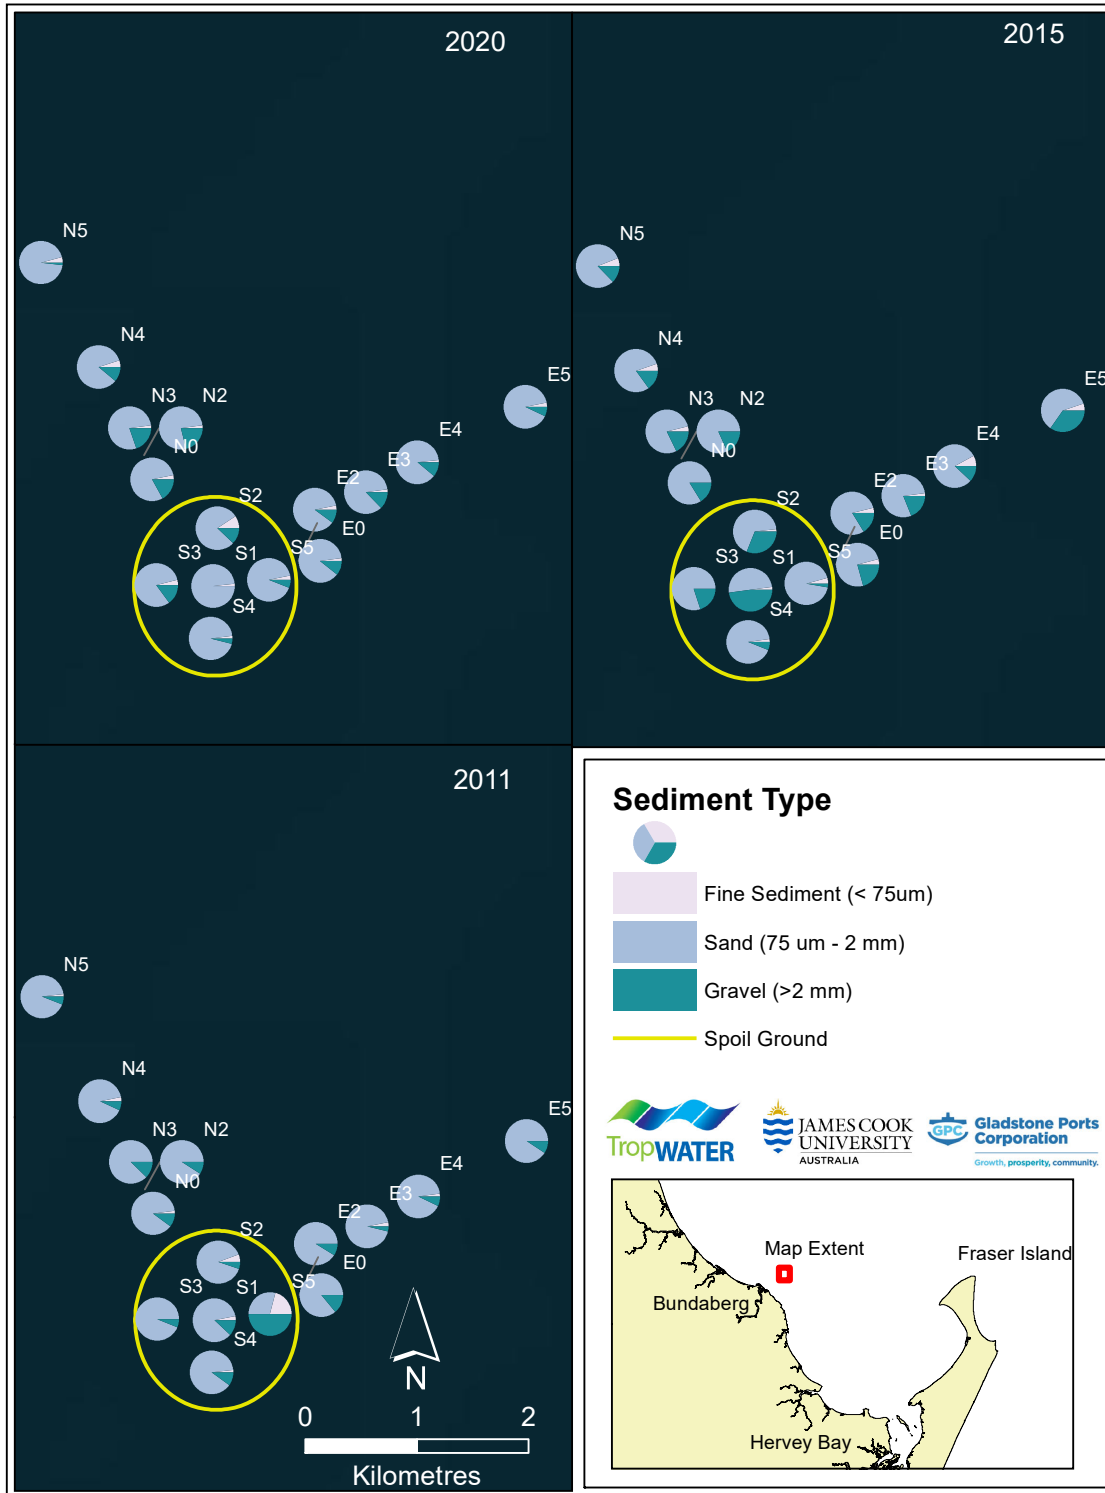 2020
N5
N4
N3
N2
N0
E5
E4
E3
E2
E0
S2
S3
S1
S5
S4
2015
N5
N4
N3
N2
N0
E5
E4
E3
E2
E0
S2
S3
S1
S5
S4
2011
N5
N4
N3
N2
N0
E5
E4
E3
E2
E0
S2
S3
S1
S5
S4
N
0 1 2
Kilometres
Sediment Type
Fine Sediment (< 75um)
Sand (75 um - 2 mm)
Gravel (>2 mm)
Spoil Ground
TropWATER
JAMES COOK
UNIVERSITY
AUSTRALIA
GPC
Gladstone Ports
Corporation
Growth, prosperity, community.
Map Extent
Fraser Island
Bundaberg
Hervey Bay